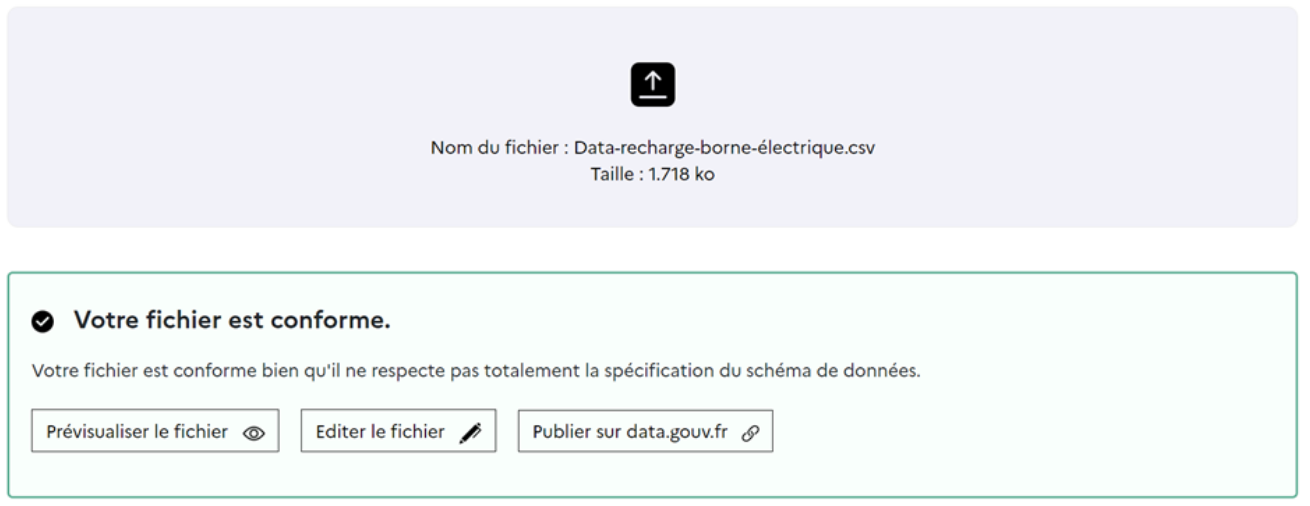 Nom du fichier : Data-recharge-borne-électrique.csv
Taille : 1.718 ko
Votre fichier est conforme.
Votre fichier est conforme bien qu'il ne respecte pas totalement la spécification du schéma de données.
Prévisualiser le fichier Editer le fichier Publier sur data.gouv.fr